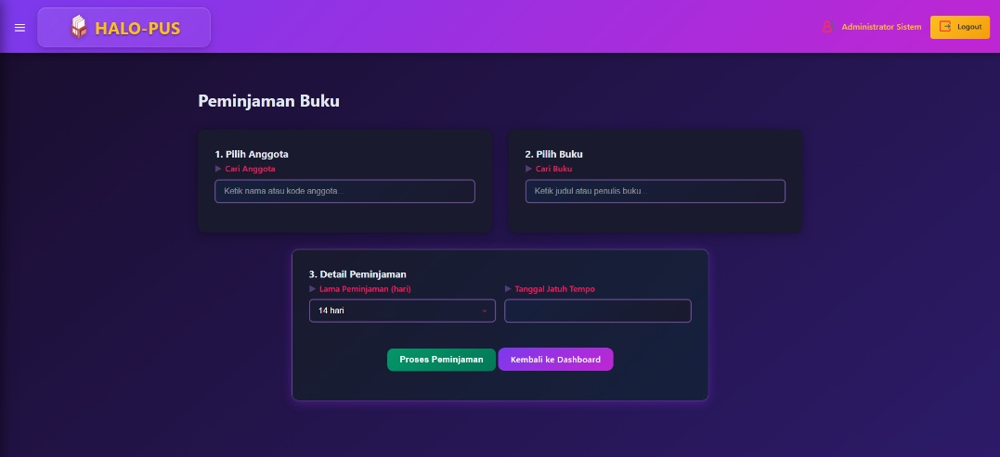 HALO-PUS
Administrator Sistem
Logout
Peminjaman Buku
1. Pilih Anggota
Cari Anggota
Ketik nama atau kode anggota...
2. Pilih Buku
Cari Buku
Ketik judul atau penulis buku...
3. Detail Peminjaman
Lama Peminjaman (hari)
14 hari
Tanggal Jatuh Tempo
Proses Peminjaman
Kembali ke Dashboard